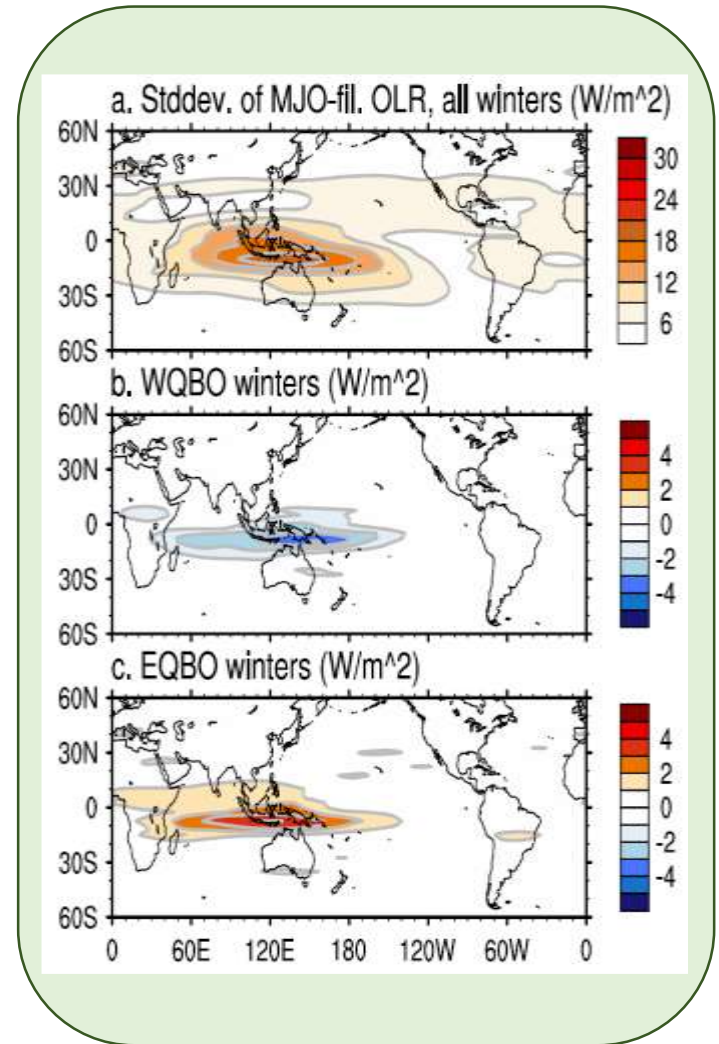 a. Stddev. of MJO-fil. OLR, all winters (W/m^2)
60N
30N
0
30S
60S
30
24
18
12
6
b. WQBO winters (W/m^2)
60N
30N
0
30S
60S
4
2
0
-2
-4
c. EQBO winters (W/m^2)
60N
30N
0
30S
60S
4
2
0
-2
-4
0 60E 120E 180 120W 60W 0